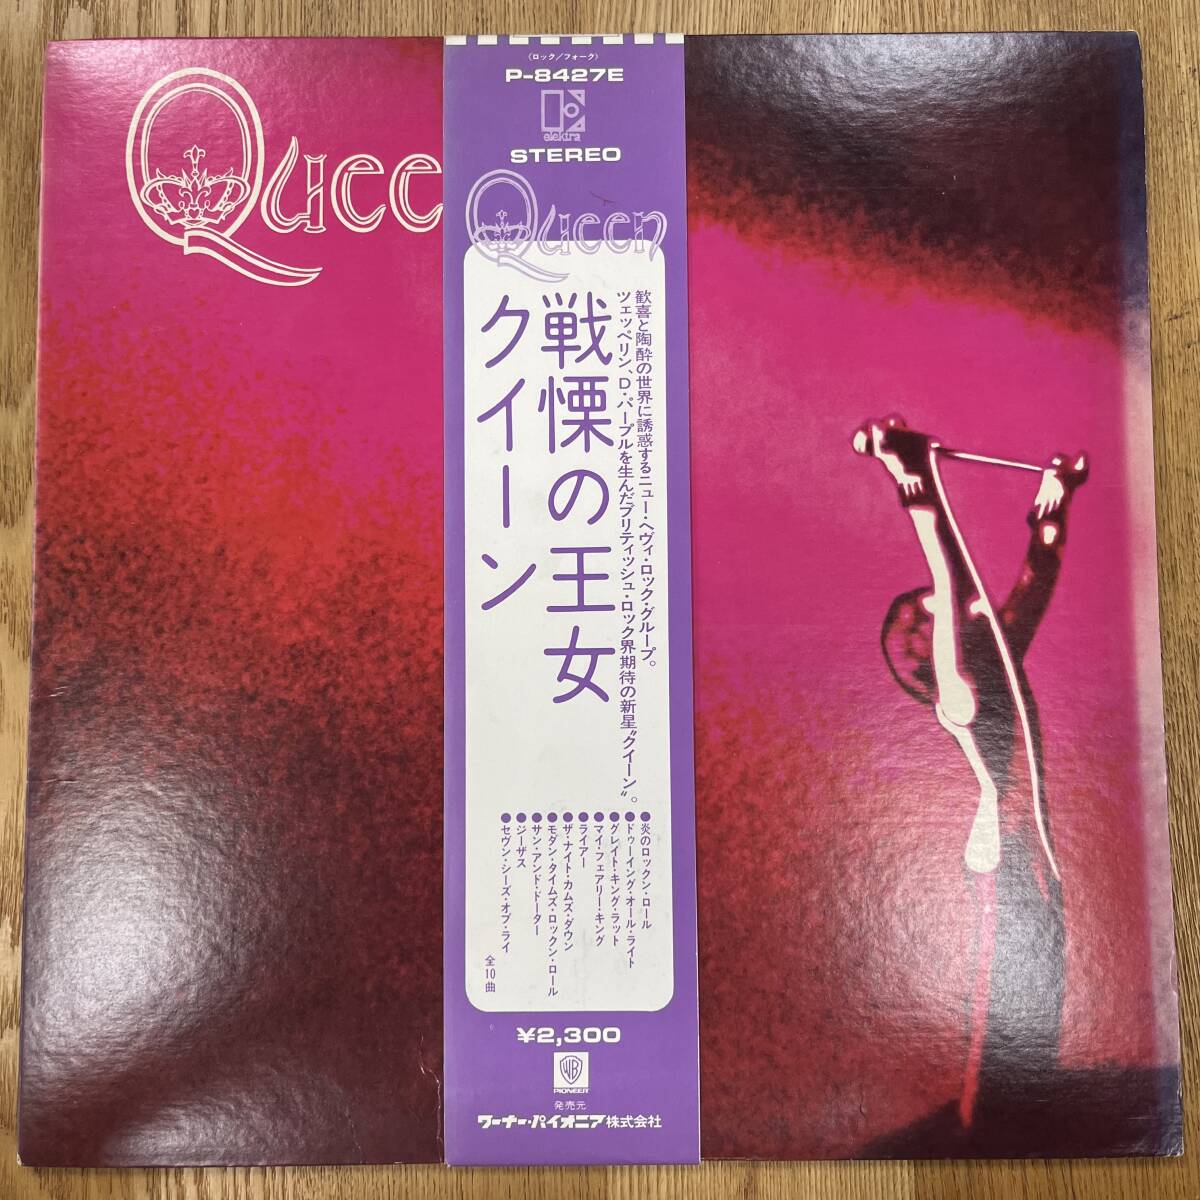 Queen
〈ロック/フォーク〉
P-8427E
elektra
STEREO
Queen
歓喜と陶酔の世界に誘惑するニュー・ヘヴィ・ロック・グループ。
ツェッペリン、D・パープルを生んだブリティッシュ・ロック界期待の新星“クイーン”。
戦慄の王女
クイーン
●炎のロックン・ロール
●ドゥーイング・オール・ライト
●グレイト・キング・ラット
●マイ・フェアリー・キング
●ライアー
●ザ・ナイト・カムズ・ダウン
●モダン・タイムズ・ロックン・ロール
●サン・アンド・ドーター
●ジーザス
●セヴン・シーズ・オブ・ライ
全10曲
¥2,300
WB
PIONEER
発売元
ワーナー・パイオニア株式会社